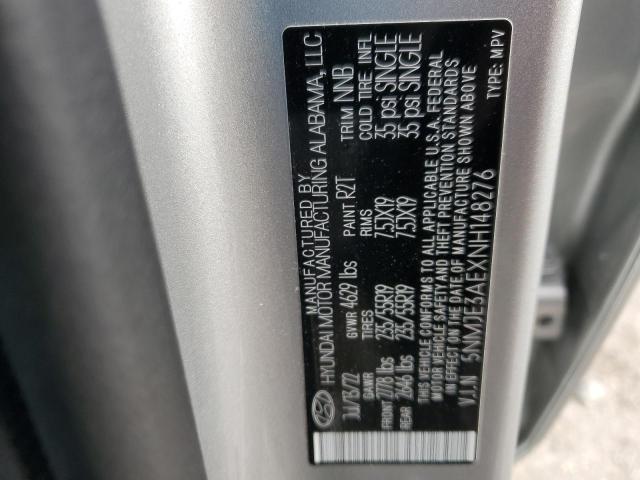 MANUFACTURED BY
HYUNDAI MOTOR MANUFACTURING ALABAMA, LLC
JUl/13/22 GVWR 4629 lbs PAINT R2T TRIM NNB
GAWR TIRES RIMS COLD TIRE INFL
FRONT 2778 lbs 235/55R19 7.5JX19 35 psi SINGLE
REAR 2646 lbs 235/55R19 7.5JX19 35 psi SINGLE
THIS VEHICLE CONFORMS TO ALL APPLICABLE U.S.A. FEDERAL
MOTOR VEHICLE SAFETY AND THEFT PREVENTION STANDARDS
IN EFFECT ON THE DATE OF MANUFACTURE SHOWN ABOVE
V.I.N 5NMJE3AEXNH148276 TYPE: MPV